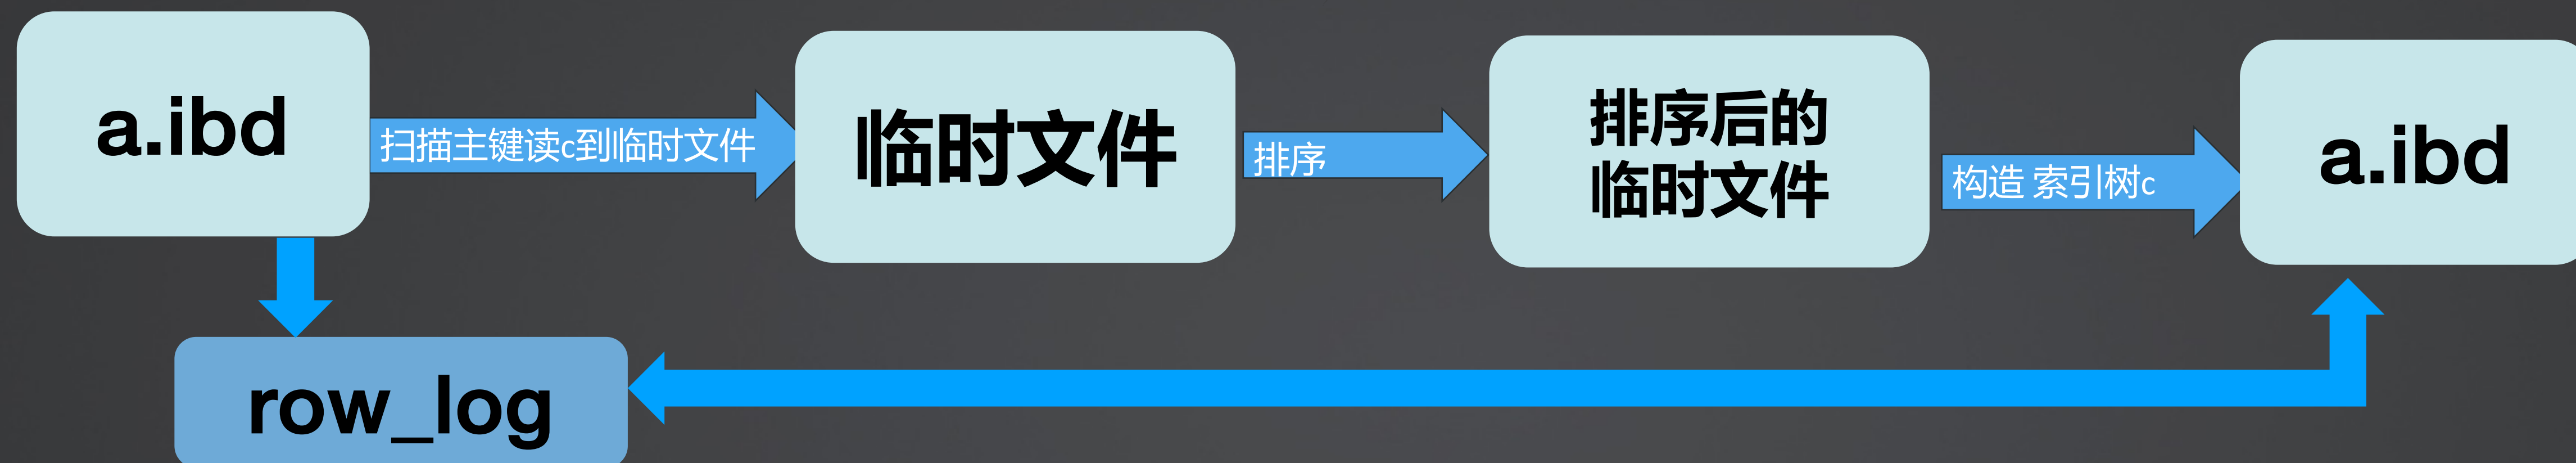 a.ibd
扫描主键读c到临时文件
临时文件
排序
排序后的
临时文件
构造 索引树c
a.ibd
row_log